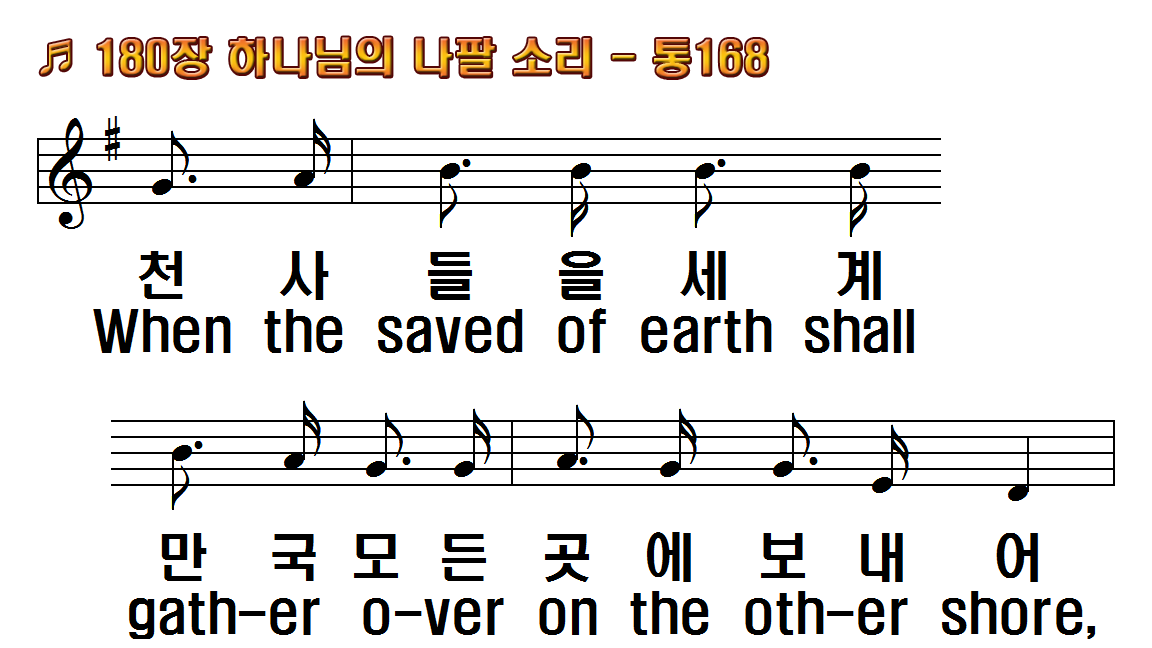 180장 하나님의 나팔 소리 - 통168
천 사 들 을 세 계
When the saved of earth shall
만 국 모 든 곳 에 보 내 어
gath-er o-ver on the oth-er shore,